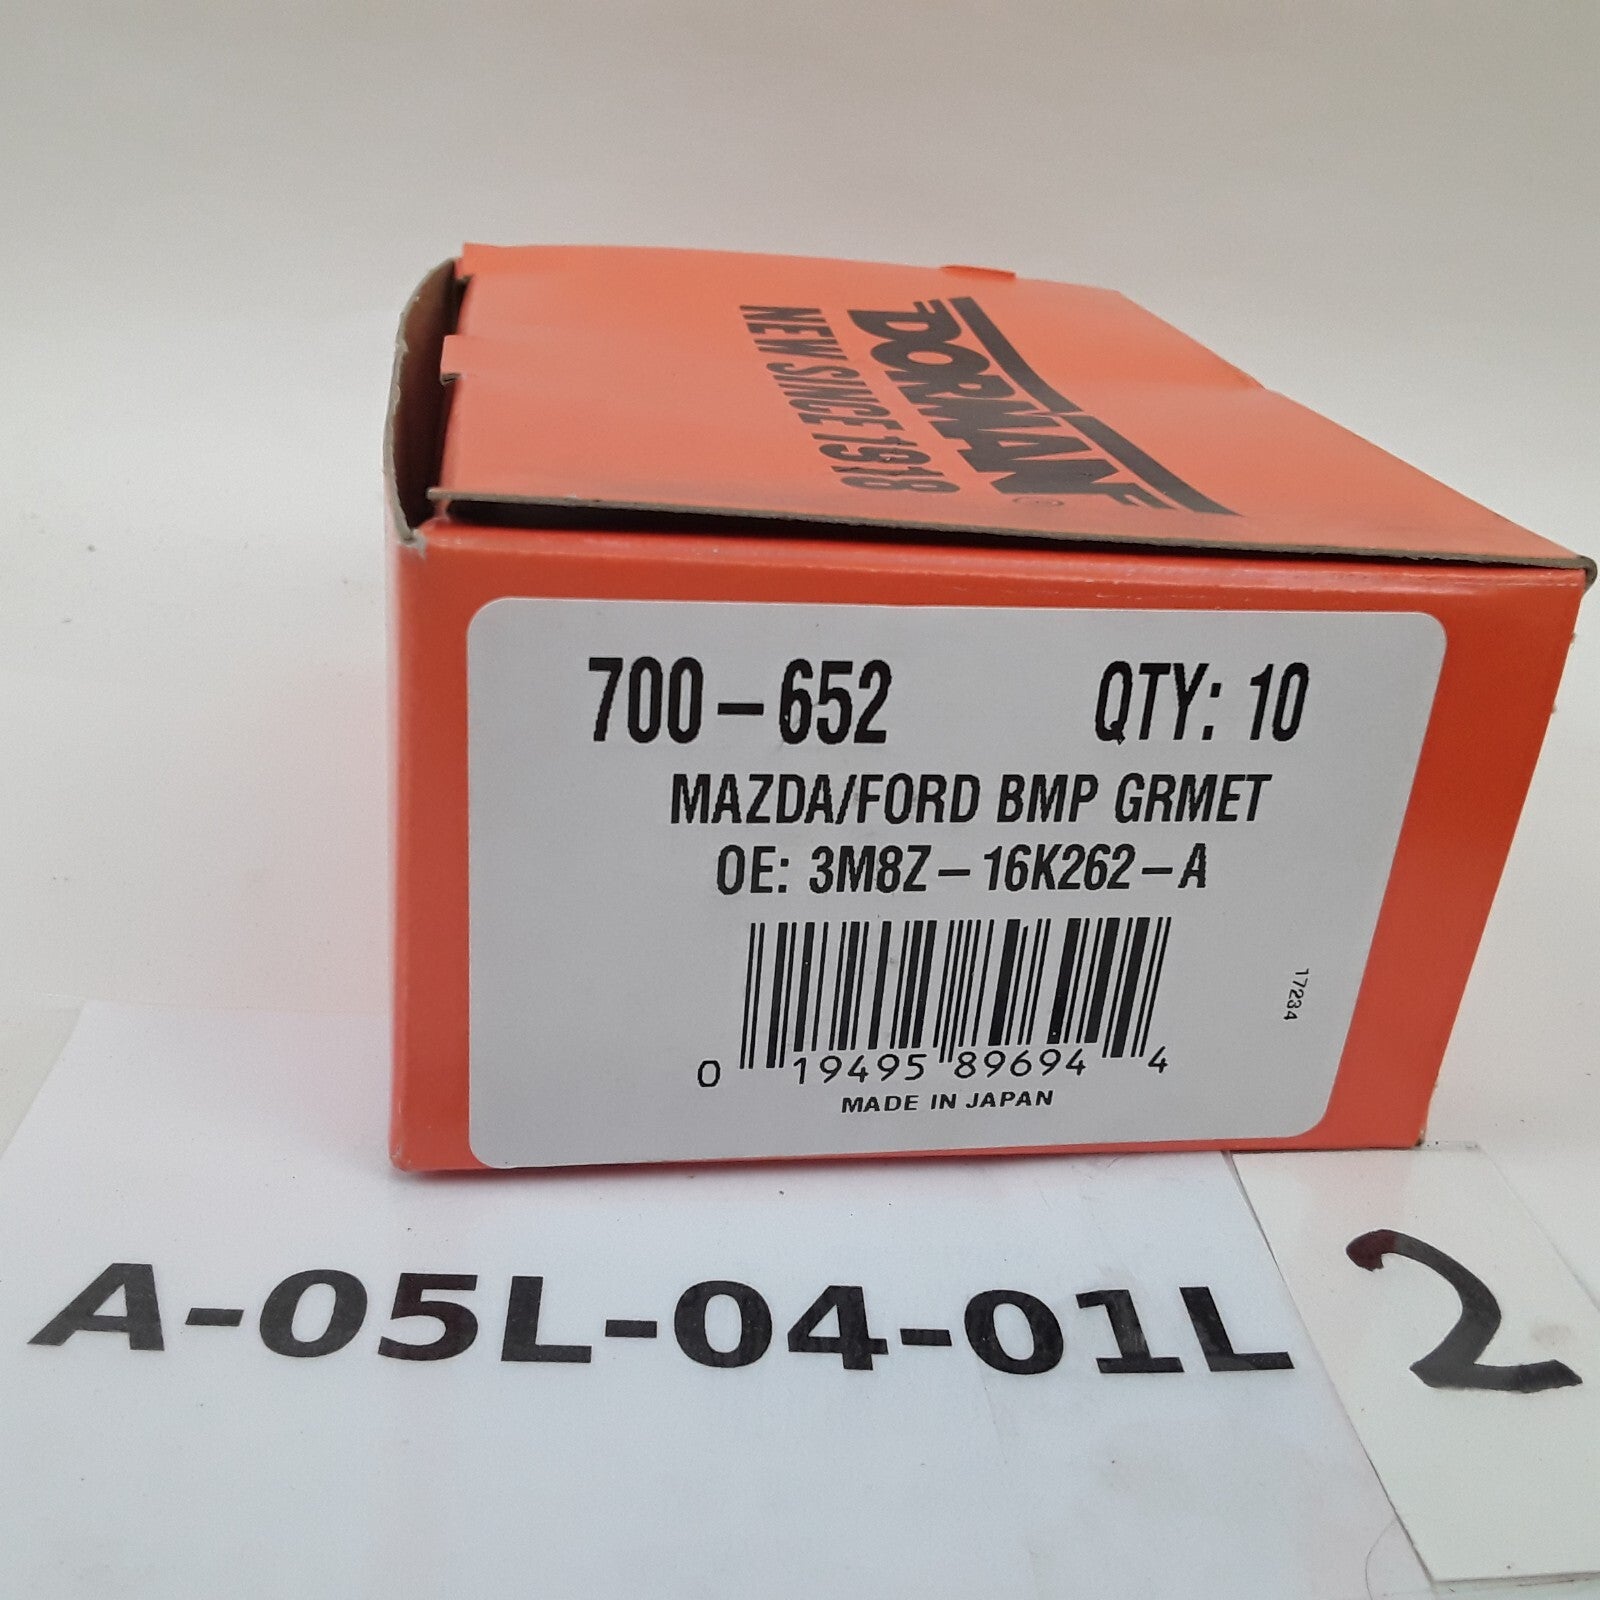 DORMAN®
NEW SINCE 1918
700-652 QTY: 10
MAZDA/FORD BMP GRMET
OE: 3M8Z-16K262-A
17234
0 19495 89694 4
MADE IN JAPAN
A-05L-04-01L 2